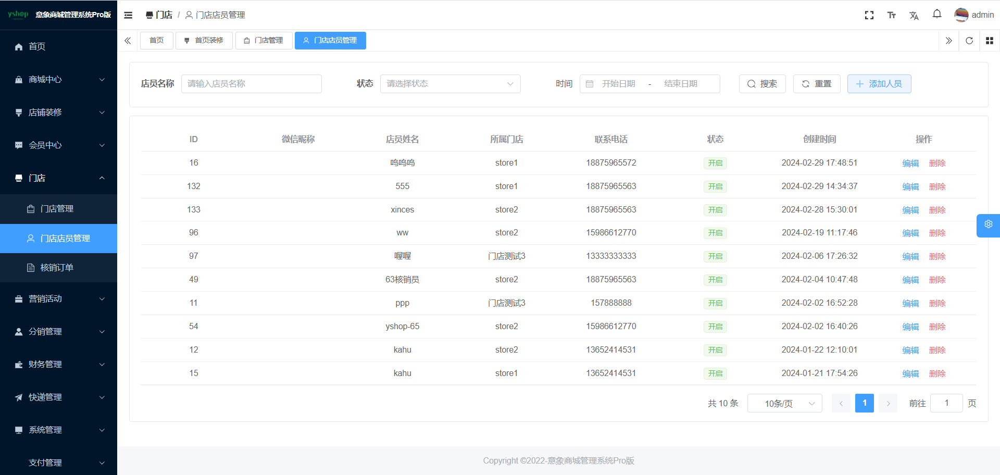 yshop 意象商城管理系统Pro版
门店 / 门店店员管理
admin
首页 首页装修 门店管理 门店店员管理
首页
商城中心
店铺装修
会员中心
门店
门店管理
门店店员管理
核销订单
营销活动
分销管理
财务管理
快递管理
系统管理
支付管理
店员名称 请输入店员名称 状态 请选择状态 时间 开始日期 - 结束日期 搜索 重置 添加人员
ID 微信昵称 店员姓名 所属门店 联系电话 状态 创建时间 操作
16 呜呜呜 store1 18875965572 开启 2024-02-29 17:48:51 编辑 删除
132 555 store1 18875965563 开启 2024-02-29 14:34:37 编辑 删除
133 xinces store2 18875965563 开启 2024-02-28 15:30:01 编辑 删除
96 ww store2 15986612770 开启 2024-02-19 11:17:46 编辑 删除
97 喔喔 门店测试3 13333333333 开启 2024-02-06 17:26:32 编辑 删除
49 63核销员 store2 18875965563 开启 2024-02-04 10:47:48 编辑 删除
11 ppp 门店测试3 157888888 开启 2024-02-02 16:52:28 编辑 删除
54 yshop-65 store2 15986612770 开启 2024-02-02 16:40:26 编辑 删除
12 kahu store2 13652414531 开启 2024-01-22 12:10:01 编辑 删除
15 kahu store1 13652414531 开启 2024-01-21 17:54:26 编辑 删除
共 10 条 10条/页 1 前往 1 页
Copyright ©2022-意象商城管理系统Pro版